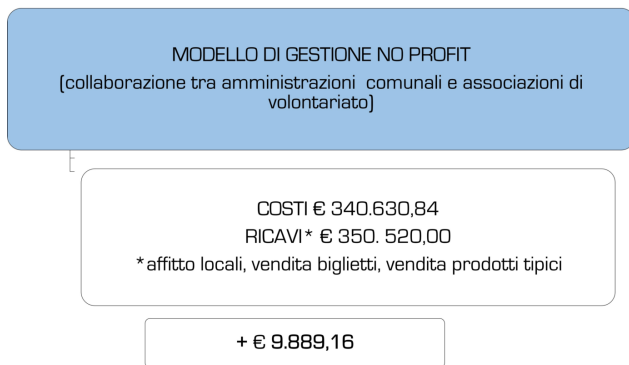 MODELLO DI GESTIONE NO PROFIT
(collaborazione tra amministrazioni comunali e associazioni di
volontariato)
COSTI € 340.630,84
RICAVI* € 350. 520,00
*affitto locali, vendita biglietti, vendita prodotti tipici
+ € 9.889,16